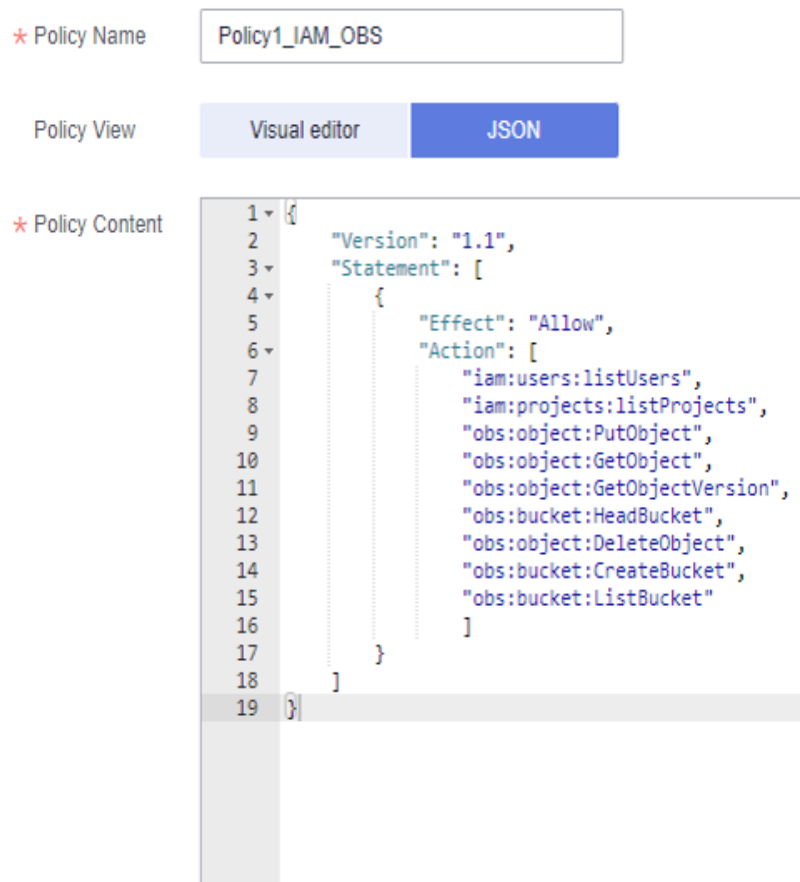 * Policy Name Policy1_IAM_OBS
Policy View Visual editor JSON
* Policy Content
1 {
2 "Version": "1.1",
3 "Statement": [
4 {
5 "Effect": "Allow",
6 "Action": [
7 "iam:users:listUsers",
8 "iam:projects:listProjects",
9 "obs:object:PutObject",
10 "obs:object:GetObject",
11 "obs:object:GetObjectVersion",
12 "obs:bucket:HeadBucket",
13 "obs:object:DeleteObject",
14 "obs:bucket:CreateBucket",
15 "obs:bucket:ListBucket"
16 ]
17 }
18 ]
19 }